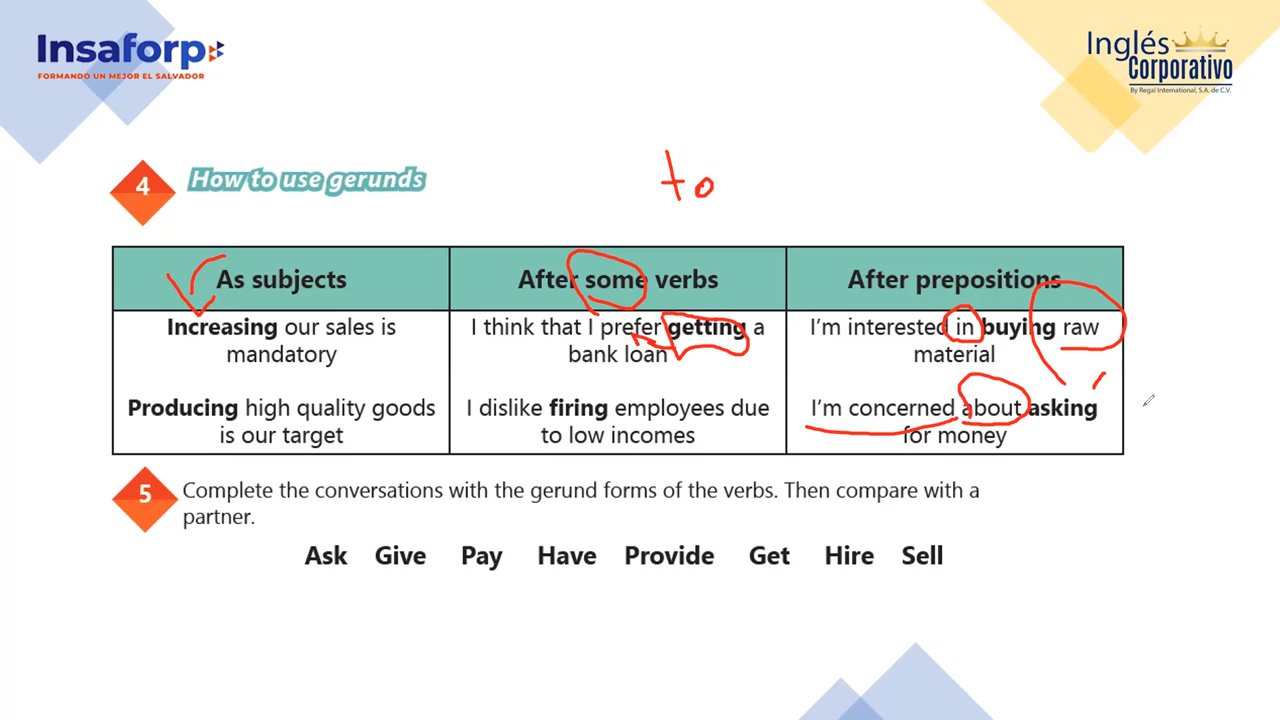 Insaforp
FORMANDO UN MEJOR EL SALVADOR
Inglés
Corporativo
By Regal International, S.A. de C.V.
4
How to use gerunds
to
As subjects
After some verbs
After prepositions
Increasing our sales is
mandatory
I think that I prefer getting a
bank loan
I'm interested in buying raw
material
Producing high quality goods
is our target
I dislike firing employees due
to low incomes
I'm concerned about asking
for money
5
Complete the conversations with the gerund forms of the verbs. Then compare with a
partner.
Ask Give Pay Have Provide Get Hire Sell